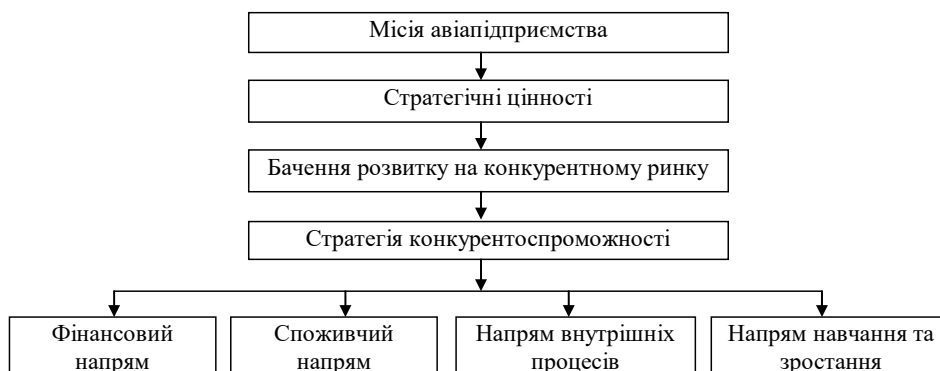 Місія авіапідприємства
Стратегічні цінності
Бачення розвитку на конкурентному ринку
Стратегія конкурентоспроможності
Фінансовий
напрям
Споживчий
напрям
Напрям внутрішніх
процесів
Напрям навчання та
зростання